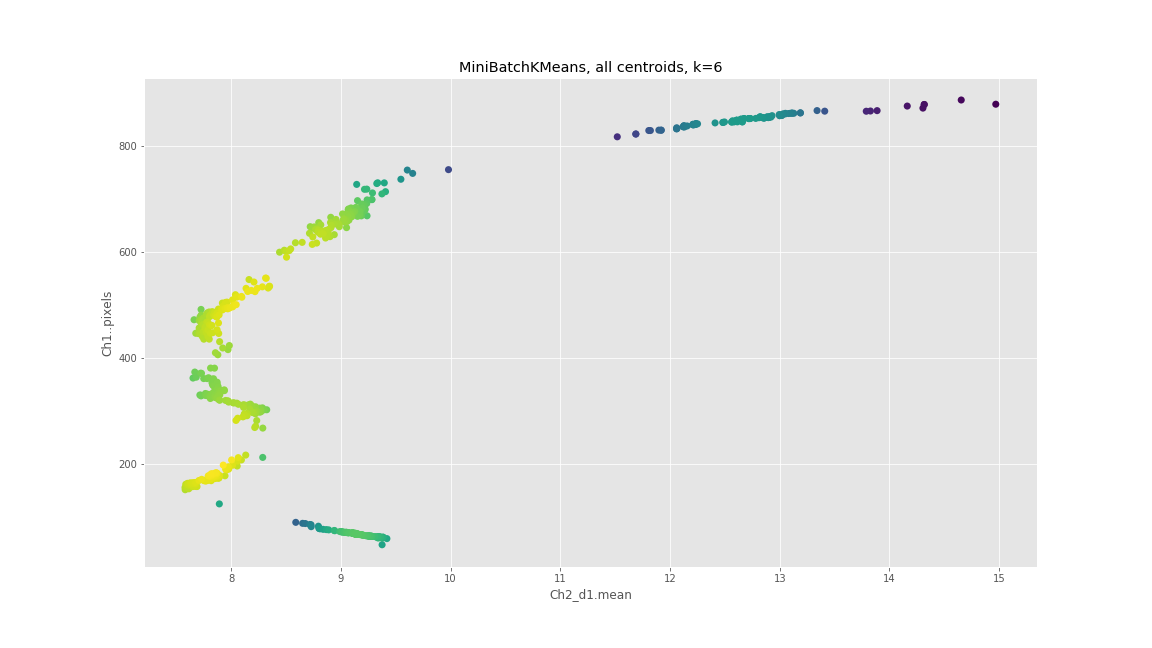 MiniBatchKMeans, all centroids, k=6
800
600
400
200
Ch1..pixels
8 9 10 11 12 13 14 15
Ch2_d1.mean